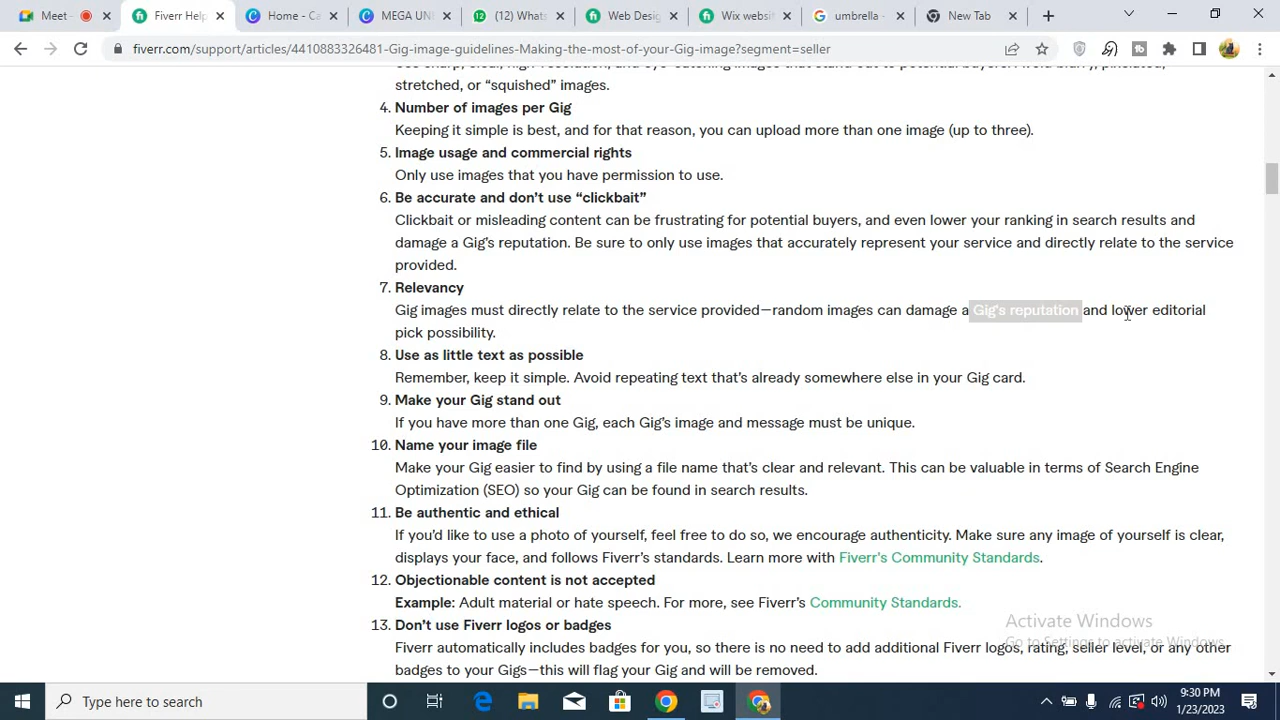 Meet -
Fiverr Help
Home - Ca
MEGA UNI
(12) Whats
Web Desig
Wix websit
umbrella -
New Tab
fiverr.com/support/articles/4410883326481-Gig-image-guidelines-Making-the-most-of-your-Gig-image?segment=seller
stretched, or “squished” images.
4. Number of images per Gig
Keeping it simple is best, and for that reason, you can upload more than one image (up to three).
5. Image usage and commercial rights
Only use images that you have permission to use.
6. Be accurate and don’t use “clickbait”
Clickbait or misleading content can be frustrating for potential buyers, and even lower your ranking in search results and
damage a Gig’s reputation. Be sure to only use images that accurately represent your service and directly relate to the service
provided.
7. Relevancy
Gig images must directly relate to the service provided—random images can damage a Gig’s reputation and lower editorial
pick possibility.
8. Use as little text as possible
Remember, keep it simple. Avoid repeating text that’s already somewhere else in your Gig card.
9. Make your Gig stand out
If you have more than one Gig, each Gig’s image and message must be unique.
10. Name your image file
Make your Gig easier to find by using a file name that’s clear and relevant. This can be valuable in terms of Search Engine
Optimization (SEO) so your Gig can be found in search results.
11. Be authentic and ethical
If you’d like to use a photo of yourself, feel free to do so, we encourage authenticity. Make sure any image of yourself is clear,
displays your face, and follows Fiverr’s standards. Learn more with Fiverr’s Community Standards.
12. Objectionable content is not accepted
Example: Adult material or hate speech. For more, see Fiverr’s Community Standards.
13. Don’t use Fiverr logos or badges
Fiverr automatically includes badges for you, so there is no need to add additional Fiverr logos, rating, seller level, or any other
badges to your Gigs—this will flag your Gig and will be removed.
Activate Windows
Go to Settings to activate Windows.
Type here to search
9:30 PM
1/23/2023